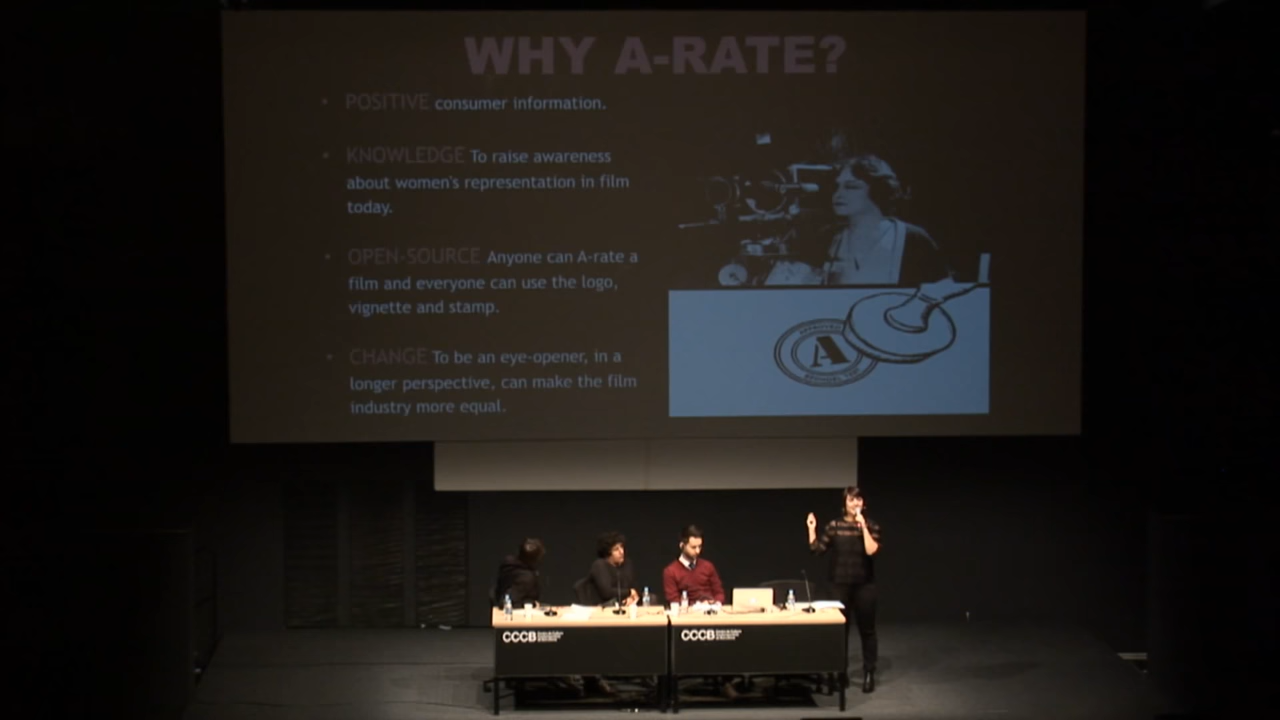 WHY A-RATE?
• POSITIVE consumer information.
• KNOWLEDGE To raise awareness
about women's representation in film
today.
• OPEN-SOURCE Anyone can A-rate a
film and everyone can use the logo,
vignette and stamp.
• CHANGE To be an eye-opener, in a
longer perspective, can make the film
industry more equal.
APPROVED
A
CCCB
CCCB